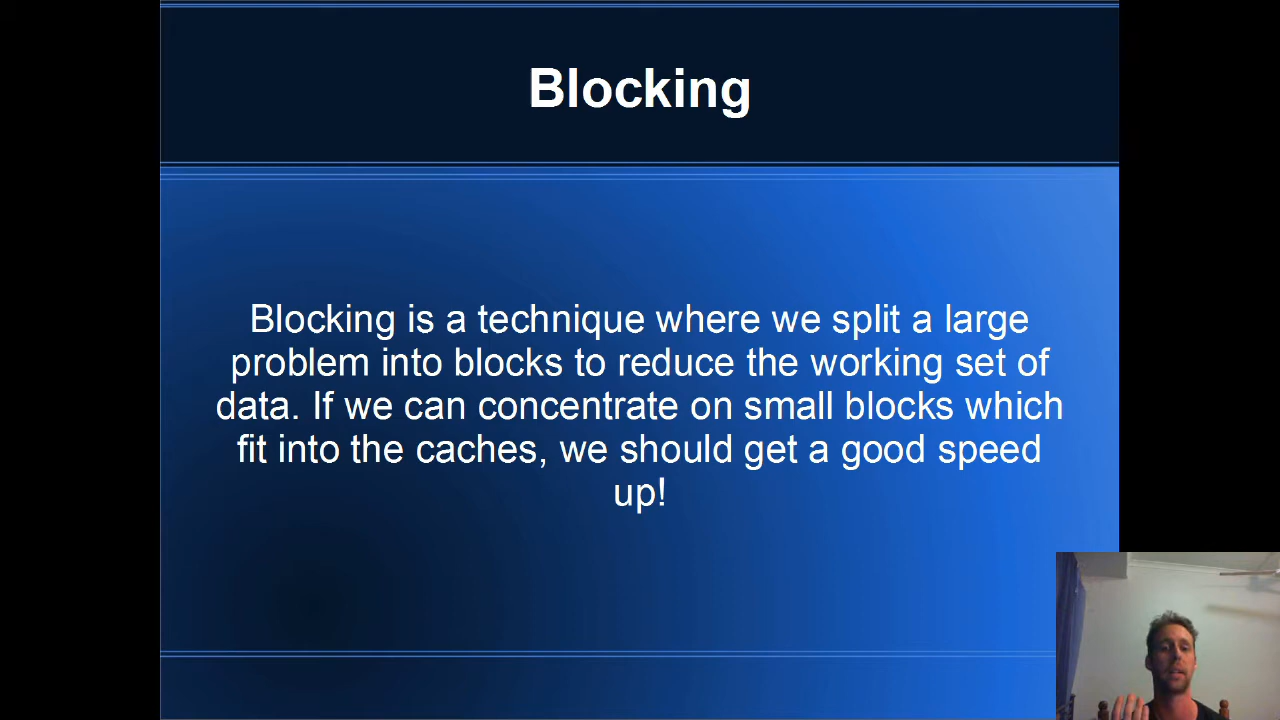 Blocking
Blocking is a technique where we split a large
problem into blocks to reduce the working set of
data. If we can concentrate on small blocks which
fit into the caches, we should get a good speed
up!